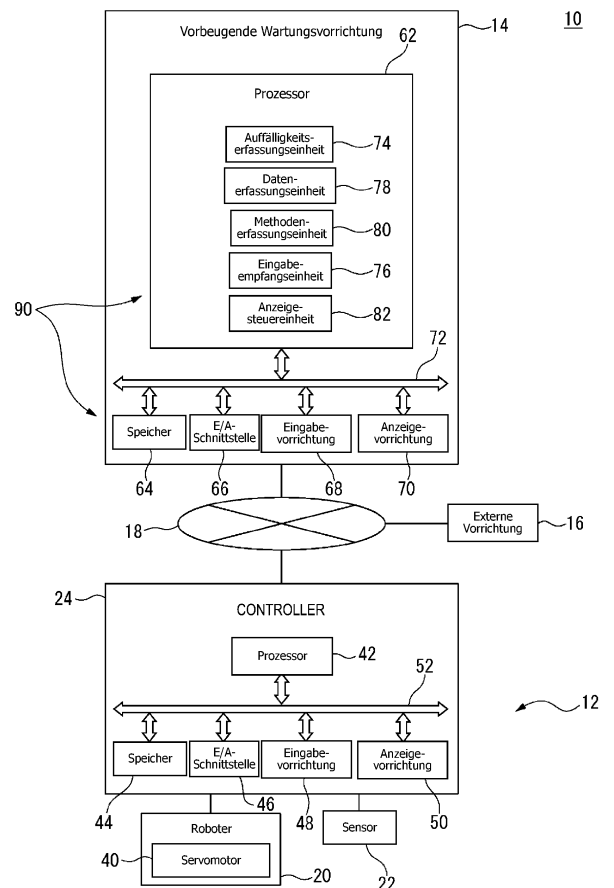 10
Vorbeugende Wartungsvorrichtung
14
62
Prozessor
Auffälligkeits-
erfassungseinheit
74
Daten-
erfassungseinheit
78
Methoden-
erfassungseinheit
80
Eingabe-
empfangseinheit
76
Anzeige-
steuereinheit
82
90
72
Speicher
E/A-
Schnittstelle
Eingabe-
vorrichtung
Anzeige-
vorrichtung
64
66
68
70
18
Externe
Vorrichtung
16
24
CONTROLLER
Prozessor
42
52
12
Speicher
E/A-
Schnittstelle
Eingabe-
vorrichtung
Anzeige-
vorrichtung
44
46
48
50
Roboter
40
Servomotor
20
Sensor
22